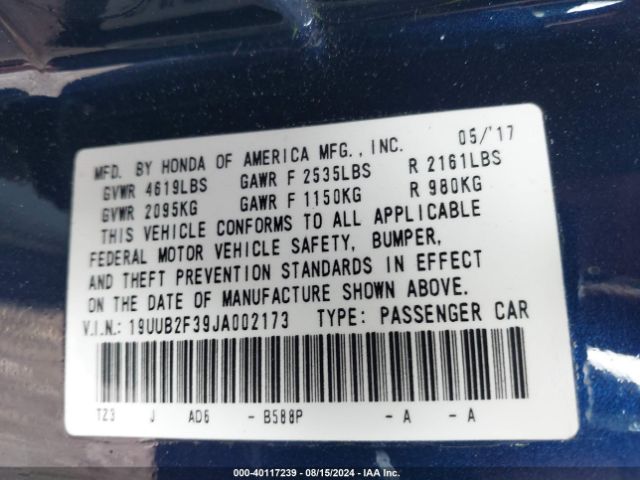 MFD. BY HONDA OF AMERICA MFG., INC. 05/'17
GVWR 4619LBS GAWR F 2535LBS R 2161LBS
GVWR 2095KG GAWR F 1150KG R 980KG
THIS VEHICLE CONFORMS TO ALL APPLICABLE
FEDERAL MOTOR VEHICLE SAFETY, BUMPER,
AND THEFT PREVENTION STANDARDS IN EFFECT
ON THE DATE OF MANUFACTURE SHOWN ABOVE.
V.I.N.: 19UUB2F39JA002173 TYPE: PASSENGER CAR
TZ3 J AD6 - B588P - A - A
000-40117239 - 08/15/2024 - IAA Inc.